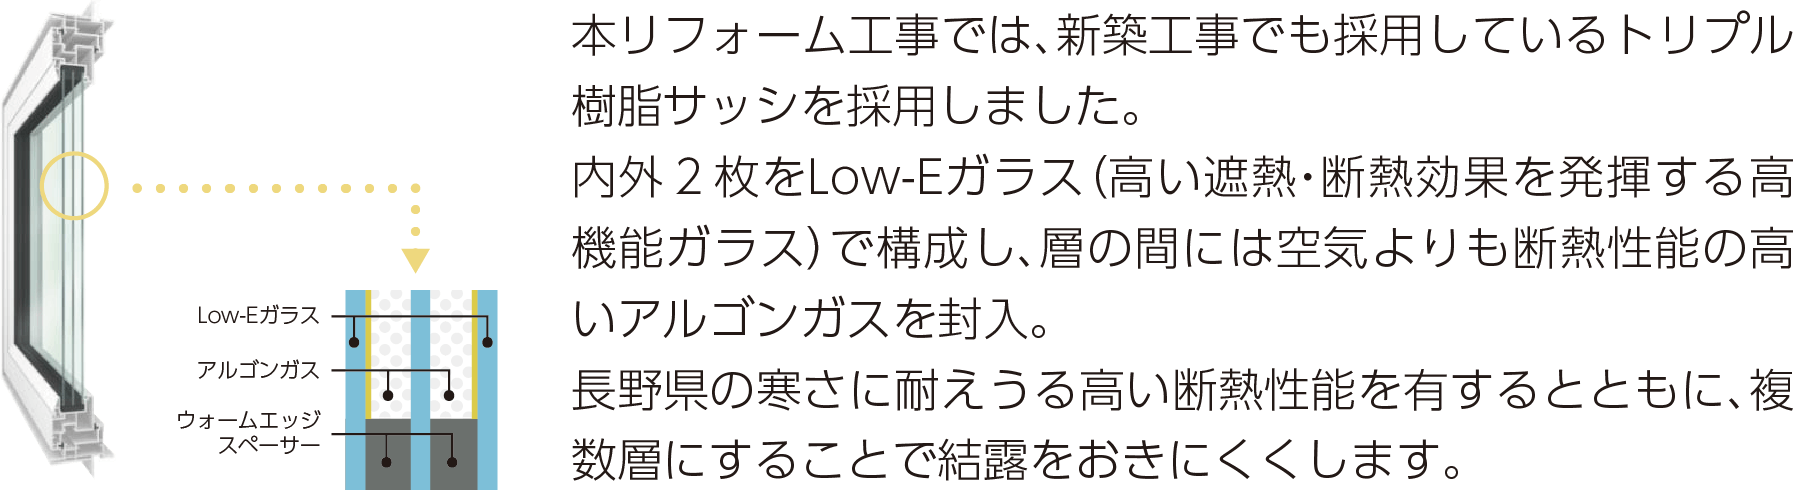 本リフォーム工事では、新築工事でも採用しているトリプル
樹脂サッシを採用しました。
内外２枚をLow-Eガラス（高い遮熱・断熱効果を発揮する高
機能ガラス）で構成し、層の間には空気よりも断熱性能の高
いアルゴンガスを封入。
長野県の寒さに耐えうる高い断熱性能を有するとともに、複
数層にすることで結露をおきにくくします。
Low-Eガラス
アルゴンガス
ウォームエッジ
スペーサー